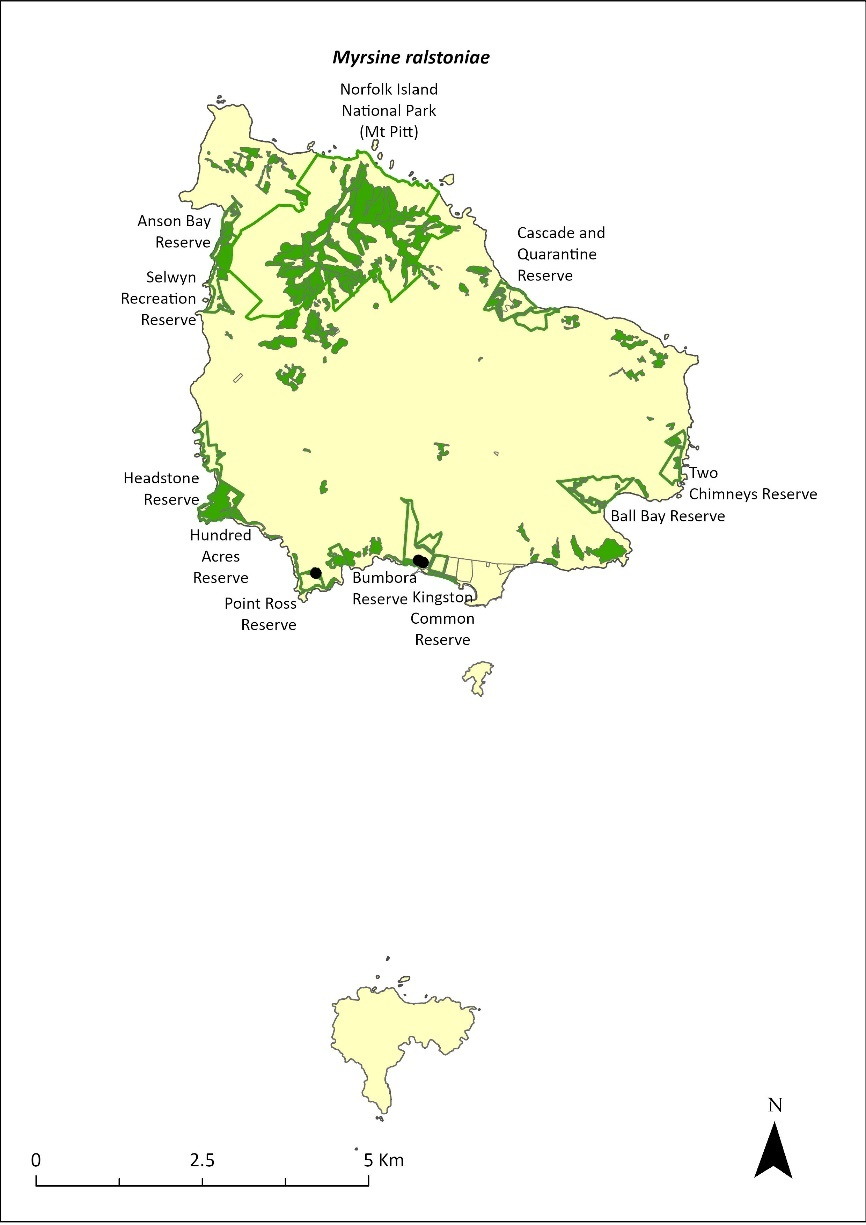 Myrsine ralstoniae
Norfolk Island
National Park
(Mt Pitt)
Anson Bay
Reserve
Cascade and
Quarantine
Reserve
Selwyn
Recreation
Reserve
Headstone
Reserve
Two
Chimneys Reserve
Ball Bay Reserve
Hundred
Acres
Reserve
Bumbora
Reserve
Point Ross
Reserve
Kingston
Common
Reserve
N
0 2.5 5 Km